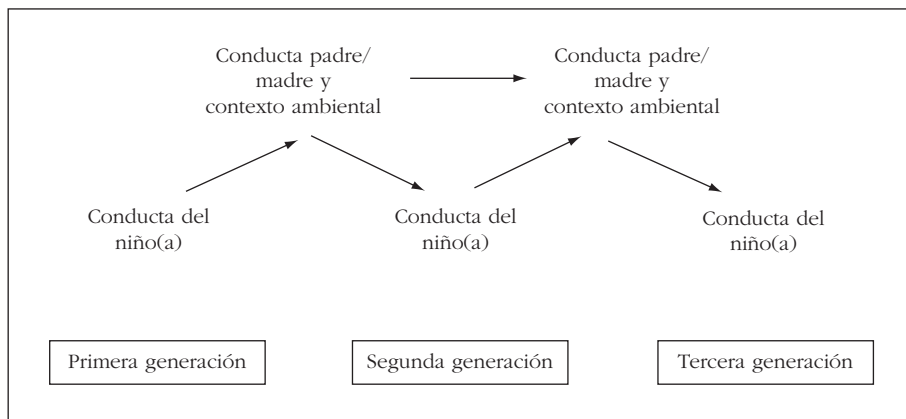 Conducta padre/
madre y
contexto ambiental
Conducta padre/
madre y
contexto ambiental
Conducta del
niño(a)
Conducta del
niño(a)
Conducta del
niño(a)
Primera generación
Segunda generación
Tercera generación